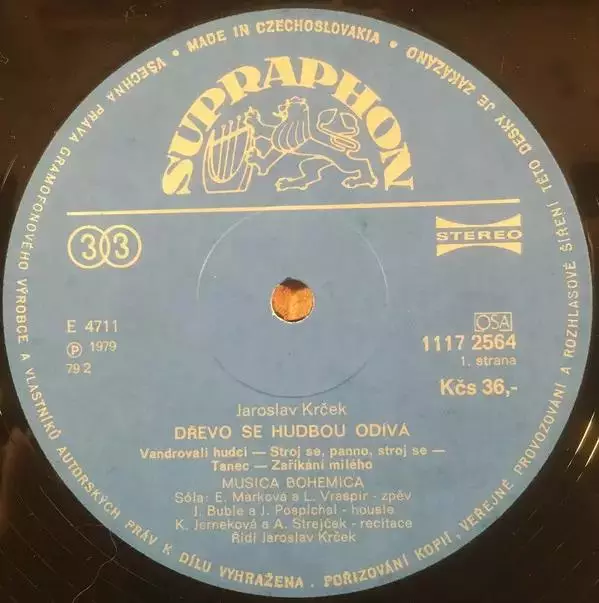 SUPRAPHON
33
STEREO
E 4711
Ⓟ 1979
79 2
OSA
1117 2564
1. strana
Kčs 36,-
Jaroslav Krček
DŘEVO SE HUDBOU ODÍVÁ
Vandrovali hudci — Stroj se, panno, stroj se —
Tanec — Zaříkání milého
MUSICA BOHEMICA
Sóla: E. Marková a L. Vraspír - zpěv
J. Buble a J. Pospíchal - housle
K. Jerneková a A. Strejček - recitace
Řídí Jaroslav Krček
• MADE IN CZECHOSLOVAKIA •
VŠECHNA PRÁVA GRAMOFONOVÉHO VÝROBCE A VLASTNÍKŮ AUTORSKÝCH PRÁV K DÍLU VYHRAŽENA. POŘIZOVÁNÍ KOPIÍ, VEŘEJNÉ PROVOZOVÁNÍ A ROZHLASOVÉ ŠÍŘENÍ TÉTO DESKY JE ZAKÁZÁNO